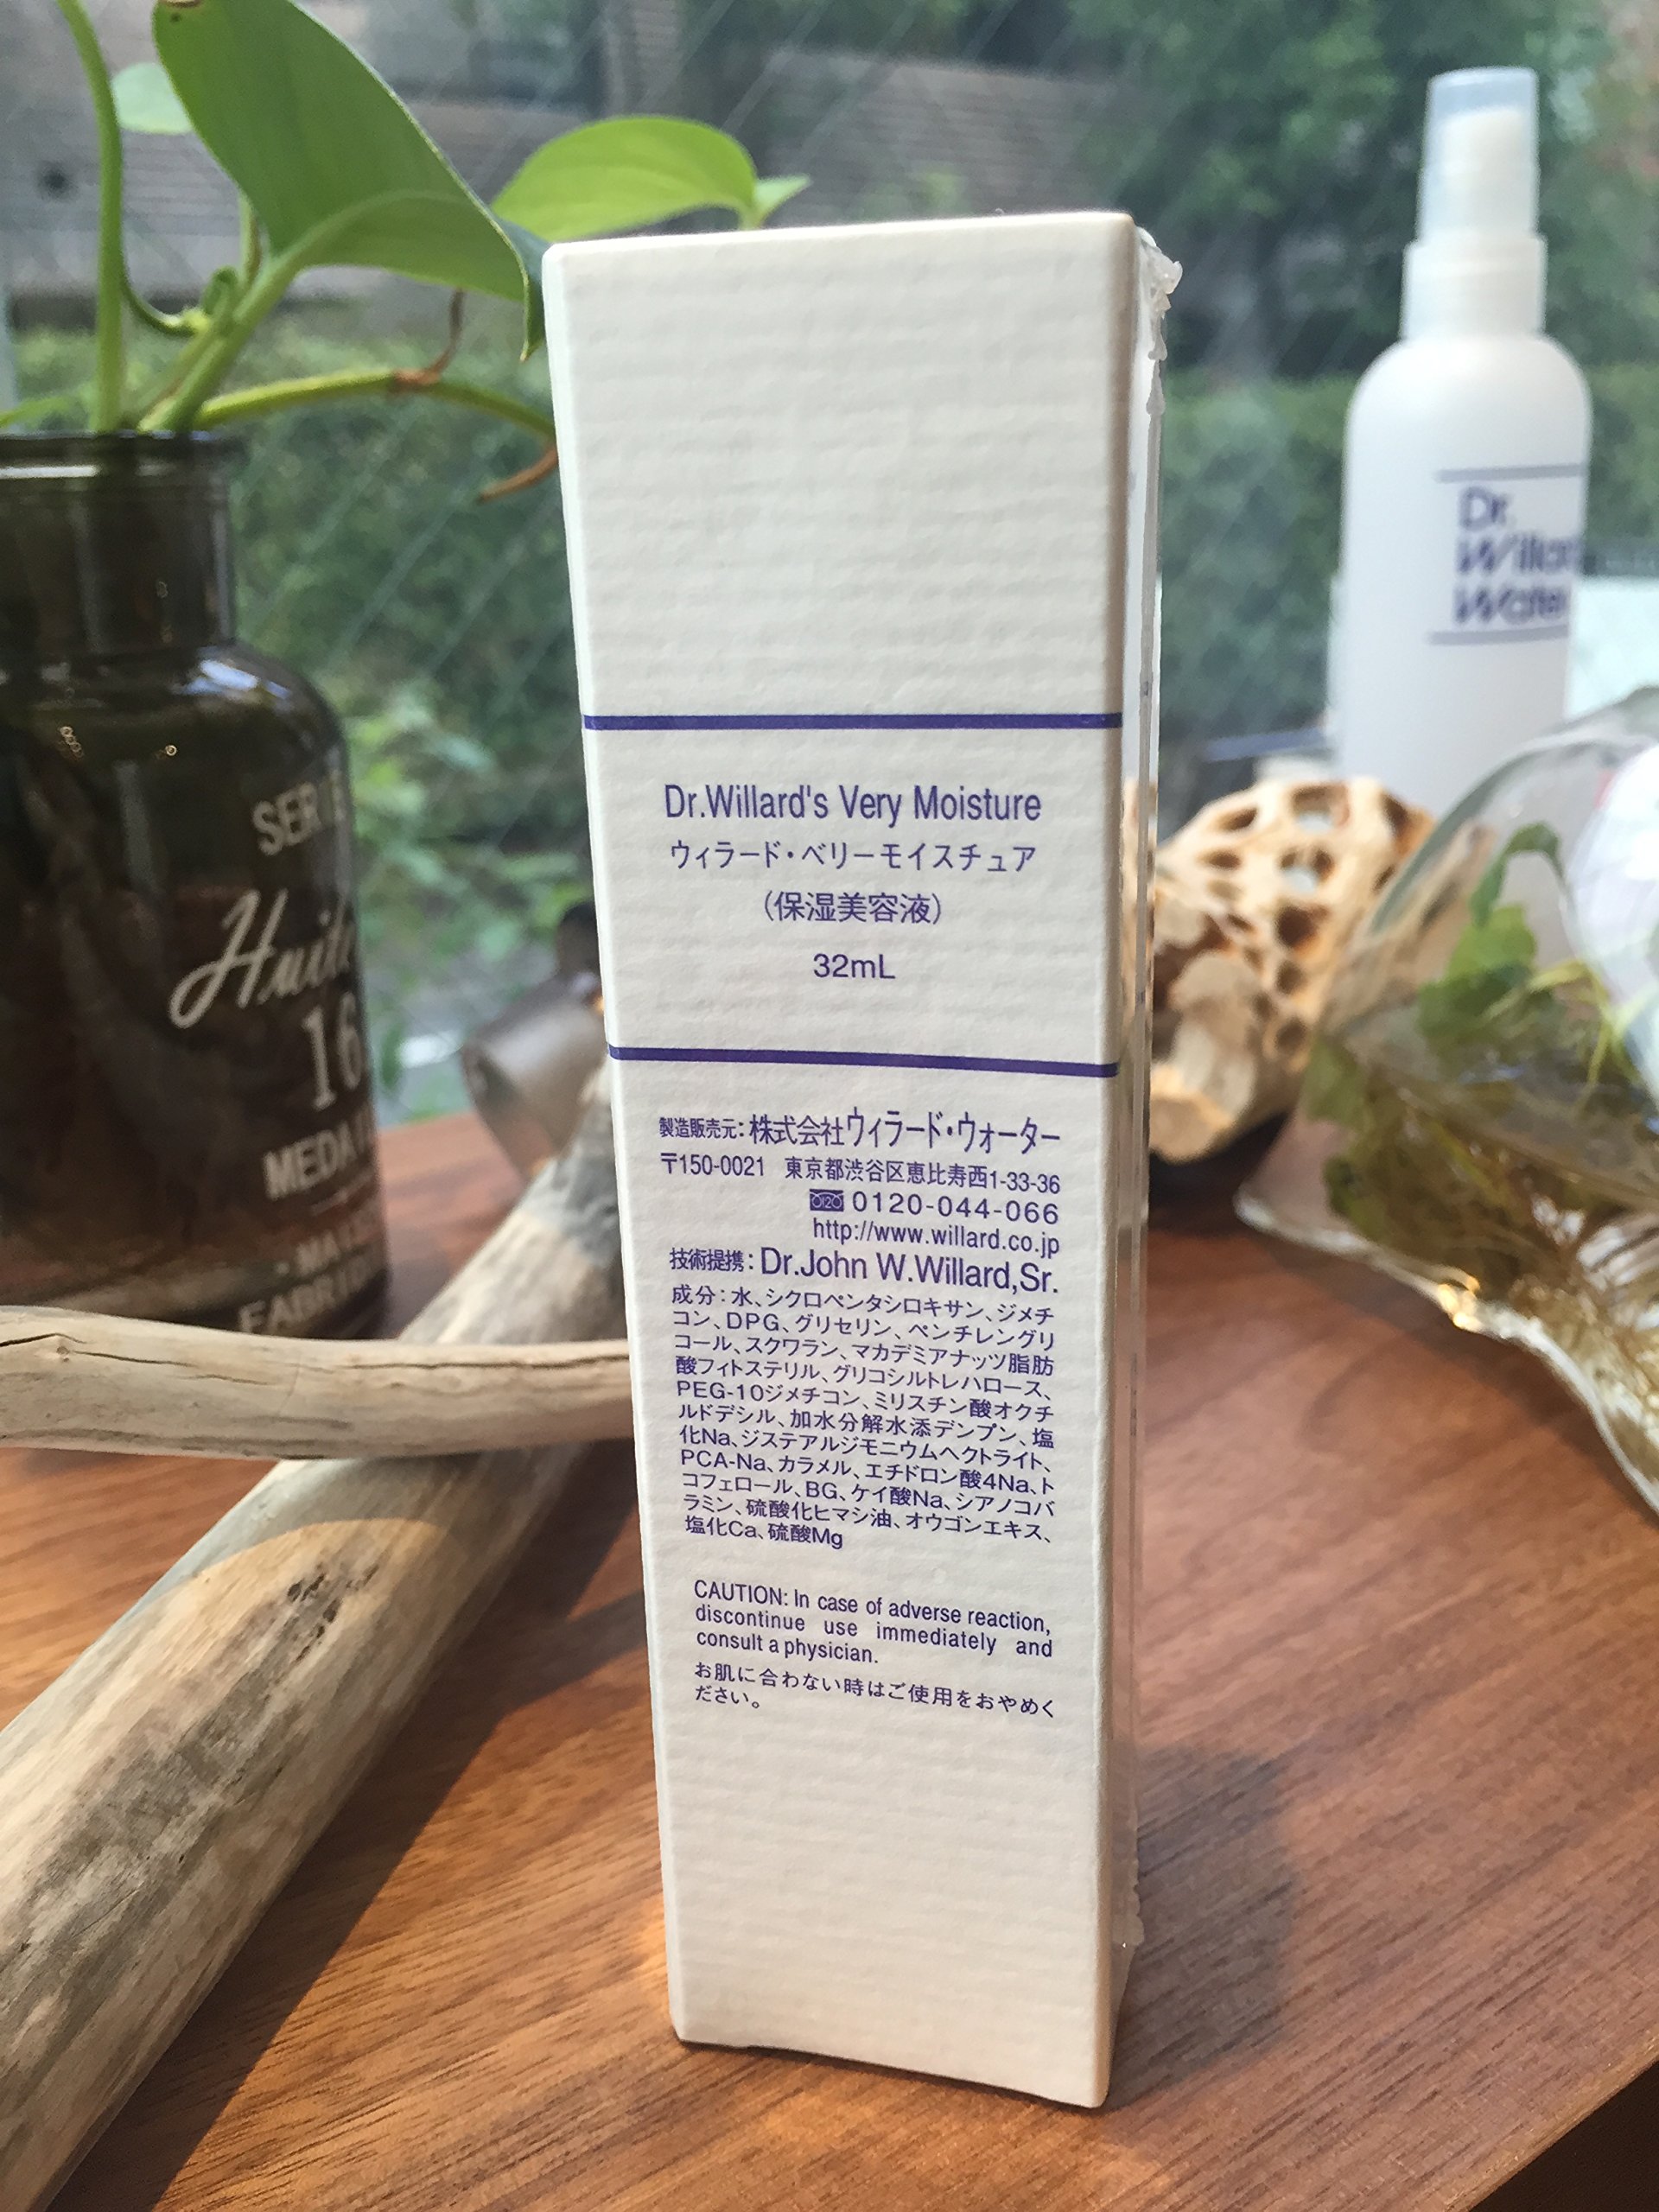 Dr.Willard's Very Moisture
ウィラード・ベリーモイスチュア
(保湿美容液)
32mL
製造販売元:株式会社ウィラード・ウォーター
〒150-0021 東京都渋谷区恵比寿西1-33-36
0120-044-066
http://www.willard.co.jp
技術提携:Dr.John W.Willard,Sr.
成分:水、シクロペンタシロキサン、ジメチ
コン、DPG、グリセリン、ペンチレングリ
コール、スクワラン、マカデミアナッツ脂肪
酸フィトステリル、グリコシルトレハロース、
PEG-10ジメチコン、ミリスチン酸オクチ
ルドデシル、加水分解水添デンプン、塩
化Na、ジステアルジモニウムヘクトライト、
PCA-Na、カラメル、エチドロン酸4Na、ト
コフェロール、BG、ケイ酸Na、シアノコバ
ラミン、硫酸化ヒマシ油、オウゴンエキス、
塩化Ca、硫酸Mg
CAUTION: In case of adverse reaction,
discontinue use immediately and
consult a physician.
お肌に合わない時はご使用をおやめく
ださい。
Dr.
Water
16